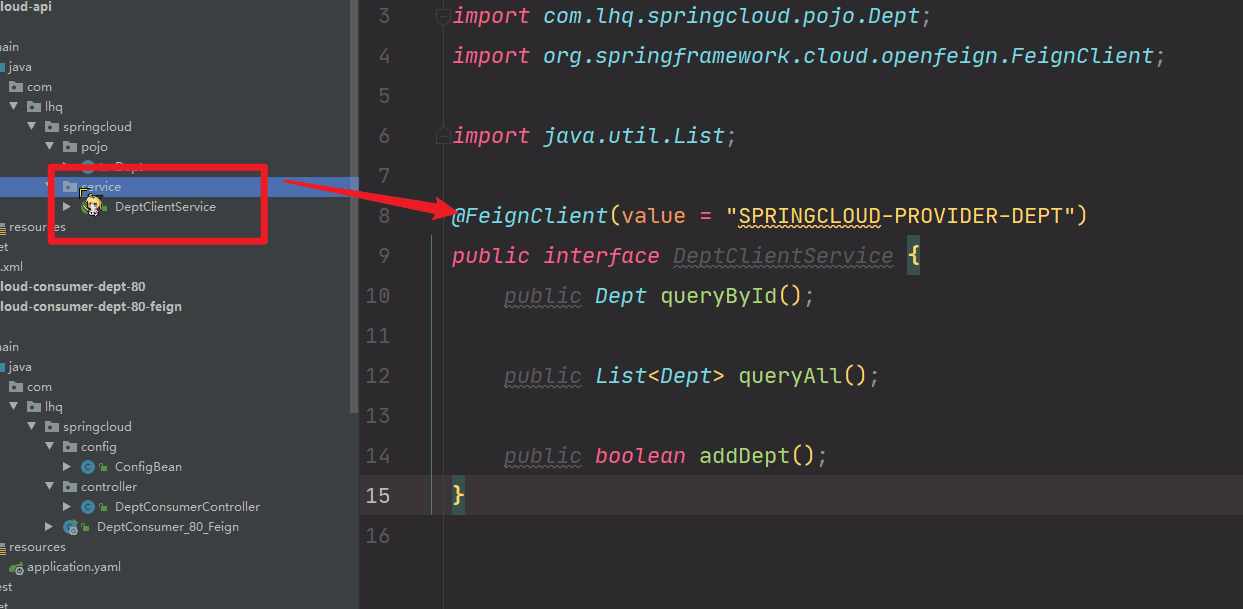 loud-api
ain
java
com
lhq
springcloud
pojo
Dept
service
DeptClientService
resources
et
.xml
loud-consumer-dept-80
loud-consumer-dept-80-feign
ain
java
com
lhq
springcloud
config
ConfigBean
controller
DeptConsumerController
DeptConsumer_80_Feign
resources
application.yaml
est
et
3 import com.lhq.springcloud.pojo.Dept;
4 import org.springframework.cloud.openfeign.FeignClient;
5
6 import java.util.List;
7
8 @FeignClient(value = "SPRINGCLOUD-PROVIDER-DEPT")
9 public interface DeptClientService {
10 public Dept queryById();
11
12 public List<Dept> queryAll();
13
14 public boolean addDept();
15 }
16